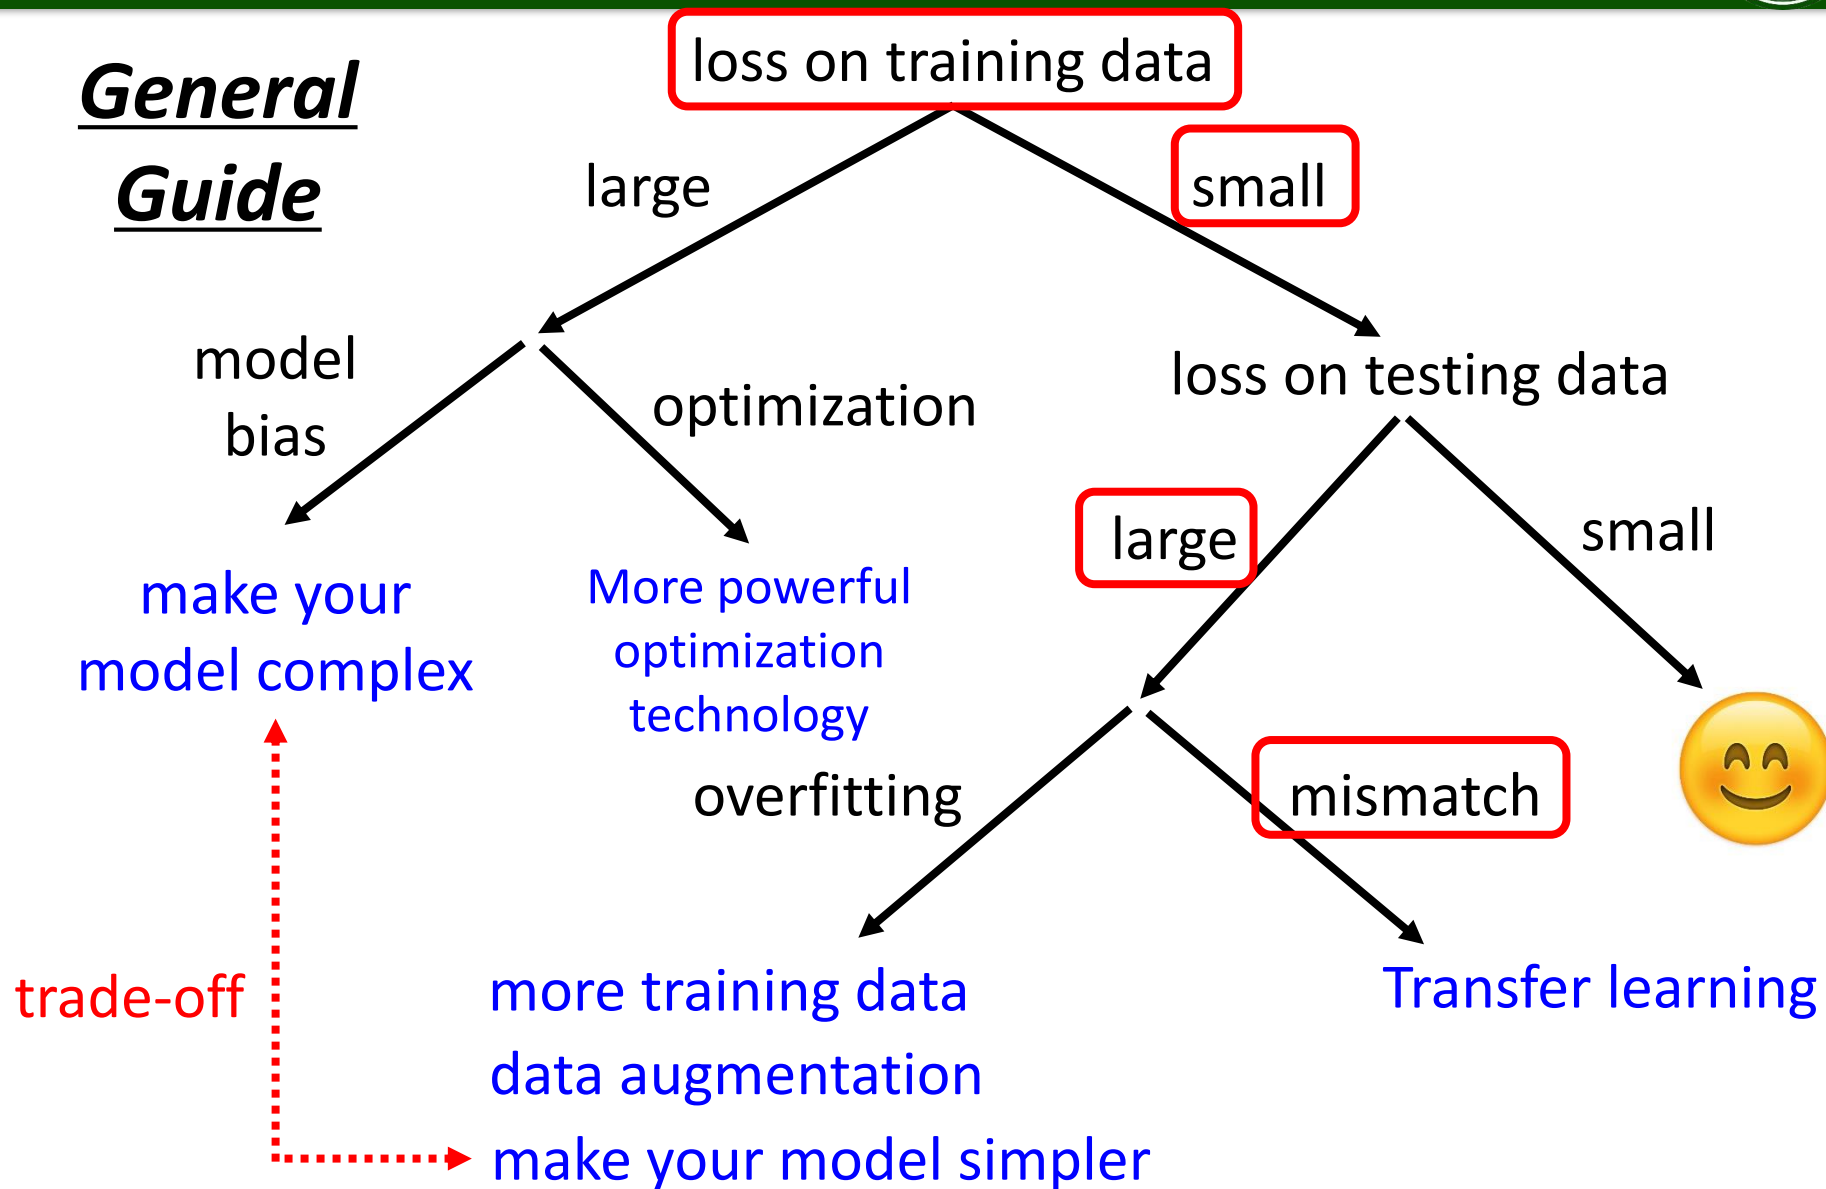 General
Guide
loss on training data
large
small
model
bias
optimization
loss on testing data
large
small
make your
model complex
More powerful
optimization
technology
overfitting
mismatch
trade-off
more training data
data augmentation
make your model simpler
Transfer learning